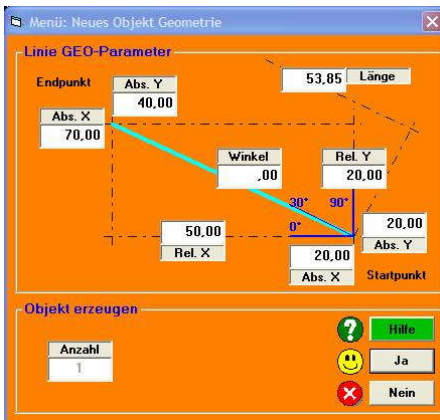 Menü: Neues Objekt Geometrie
Linie GEO-Parameter
Endpunkt
Abs. Y
40,00
53,85 Länge
Abs. X
70,00
Winkel
,00
Rel. Y
20,00
30° 90°
0°
50,00
Rel. X
20,00
Abs. Y
20,00
Abs. X
Startpunkt
Objekt erzeugen
Anzahl
1
Hilfe
Ja
Nein